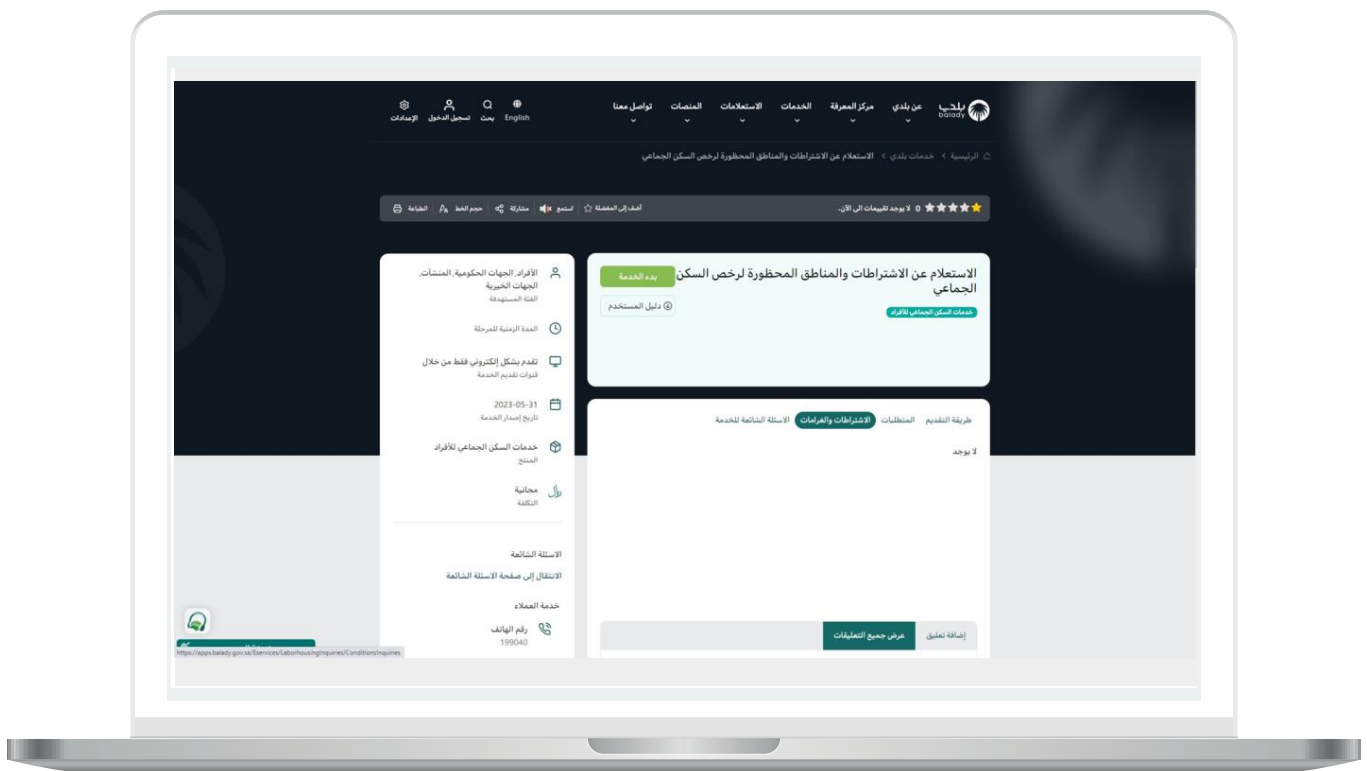 بلدي
balady
عن بلدي
مركز المعرفة
الخدمات
الاستعلامات
المنصات
تواصل معنا
English
بحث
تسجيل الدخول
الإعدادات
الرئيسية > خدمات بلدي > الاستعلام عن الاشتراطات والمناطق المحظورة لرخص السكن الجماعي
0 لا يوجد تقييمات الى الآن.
أضف إلى المفضلة
استمع
مشاركة
حجم الخط
الطباعة
الاستعلام عن الاشتراطات والمناطق المحظورة لرخص السكن
الجماعي
بدء الخدمة
دليل المستخدم
خدمات السكن الجماعي للأفراد
طريقة التقديم
المتطلبات
الاشتراطات والغرامات
الاسئلة الشائعة للخدمة
لا يوجد
إضافة تعليق
عرض جميع التعليقات
الأفراد, الجهات الحكومية, المنشآت,
الجهات الخيرية
الفئة المستهدفة
المدة الزمنية للمرحلة
تقدم بشكل إلكتروني فقط من خلال
قنوات تقديم الخدمة
2023-05-31
تاريخ إصدار الخدمة
خدمات السكن الجماعي للأفراد
المنتج
مجانية
التكلفة
الاسئلة الشائعة
الانتقال إلى صفحة الاسئلة الشائعة
خدمة العملاء
رقم الهاتف
199040
https://apps.balady.gov.sa/Eservices/LaborhousingInquiries/ConditionsInquiries